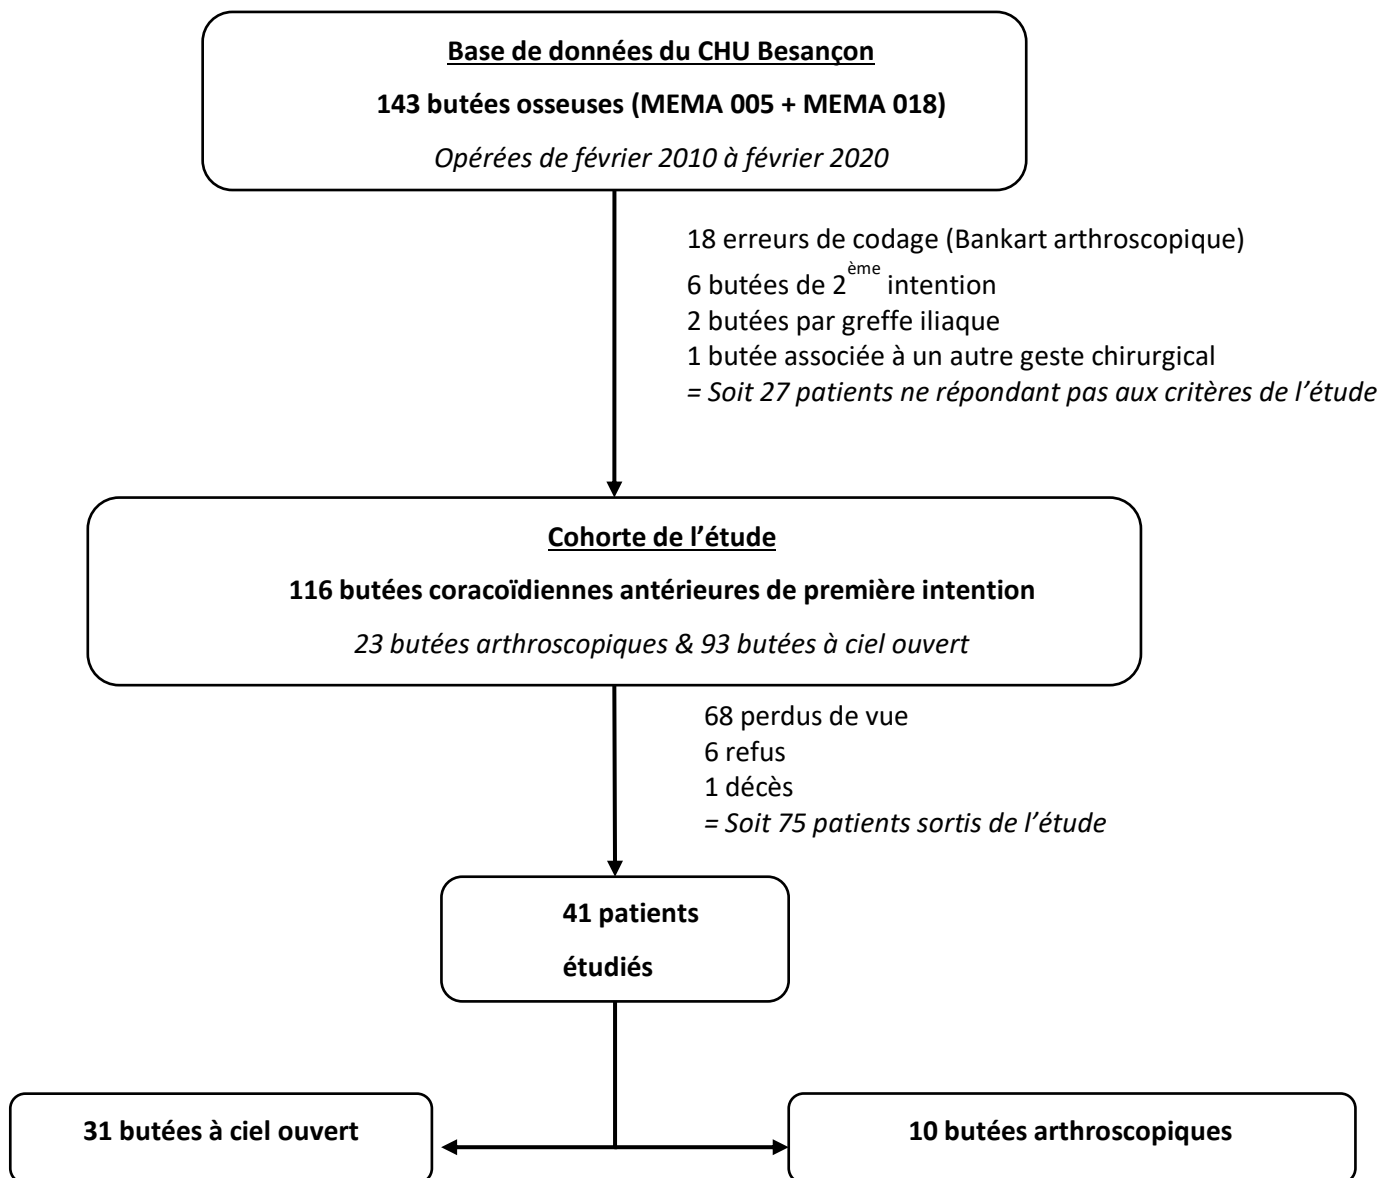 Base de données du CHU Besançon
143 butées osseuses (MEMA 005 + MEMA 018)
Opérées de février 2010 à février 2020
18 erreurs de codage (Bankart arthroscopique)
6 butées de 2ème intention
2 butées par greffe iliaque
1 butée associée à un autre geste chirurgical
= Soit 27 patients ne répondant pas aux critères de l’étude
Cohorte de l’étude
116 butées coracoïdiennes antérieures de première intention
23 butées arthroscopiques & 93 butées à ciel ouvert
68 perdus de vue
6 refus
1 décès
= Soit 75 patients sortis de l’étude
41 patients
étudiés
31 butées à ciel ouvert
10 butées arthroscopiques